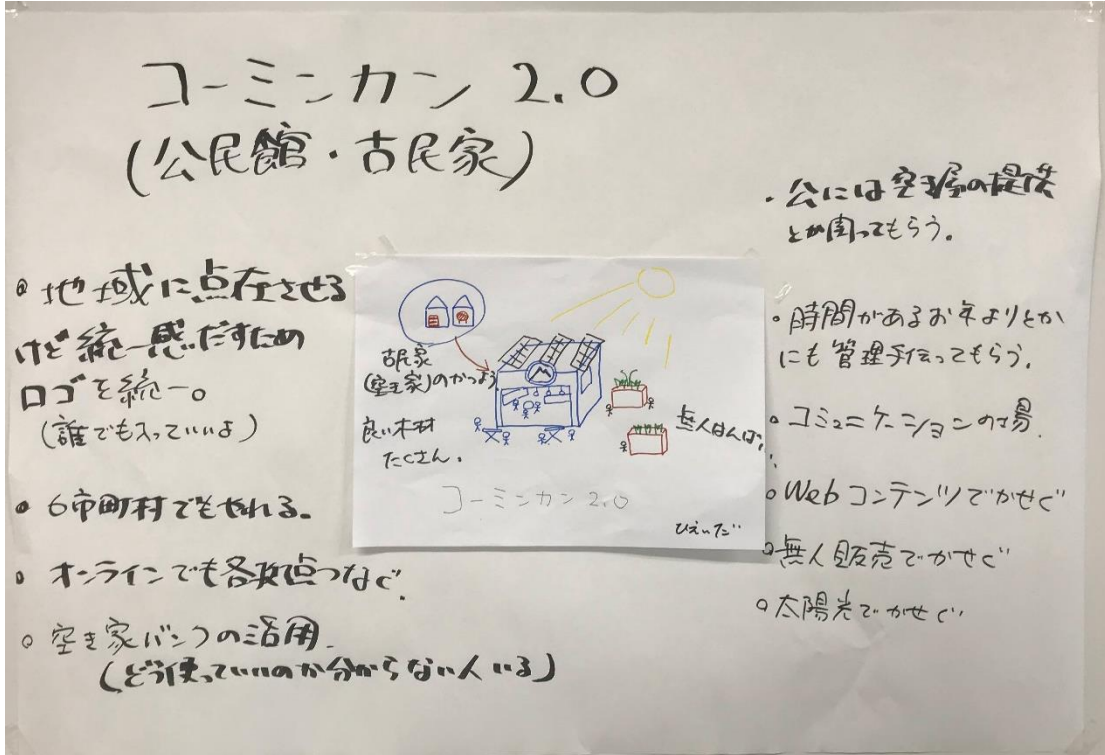 コーミンカン 2.0
(公民館・古民家)
◎ 地域に点在させる
けど統一感だすため
ロゴを統一。
(誰でも入っていいよ)
• 6市町村でもやれる。
• オンラインでも各拠点つなぐ.
○ 空き家バンクの活用.
(どう使っていいのか分からない人いる)
古民家
(空き家)のかつよう
良い木材
たくさん。
無人はんばい
コーミンカン 2.0
ひえいだ
・公には空き屋の提供
とか周ってもらう。
・時間があるお年よりとか
にも管理手伝ってもらう。
○ コミュニケーションの場.
○ Web コンテンツでかせぐ
○ 無人販売でかせぐ
○ 太陽光でかせぐ